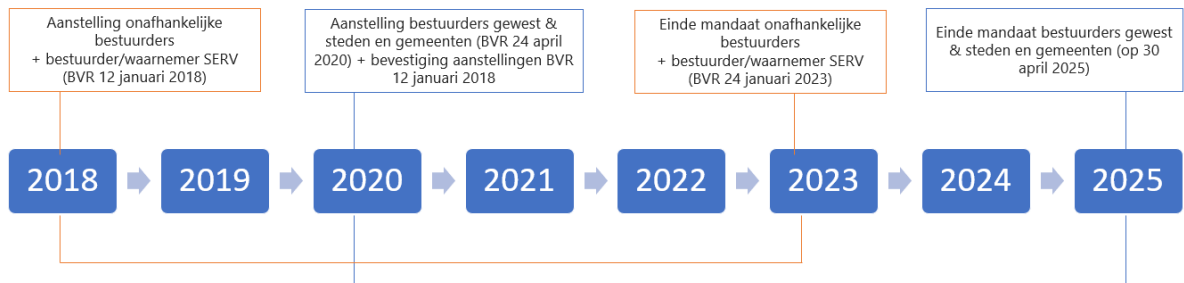 Aanstelling onafhankelijke
bestuurders
+ bestuurder/waarnemer SERV
(BVR 12 januari 2018)
Aanstelling bestuurders gewest &
steden en gemeenten (BVR 24 april
2020) + bevestiging aanstellingen BVR
12 januari 2018
Einde mandaat onafhankelijke
bestuurders
+ bestuurder/waarnemer SERV
(BVR 24 januari 2023)
Einde mandaat bestuurders gewest
& steden en gemeenten (op 30
april 2025)
2018
2019
2020
2021
2022
2023
2024
2025